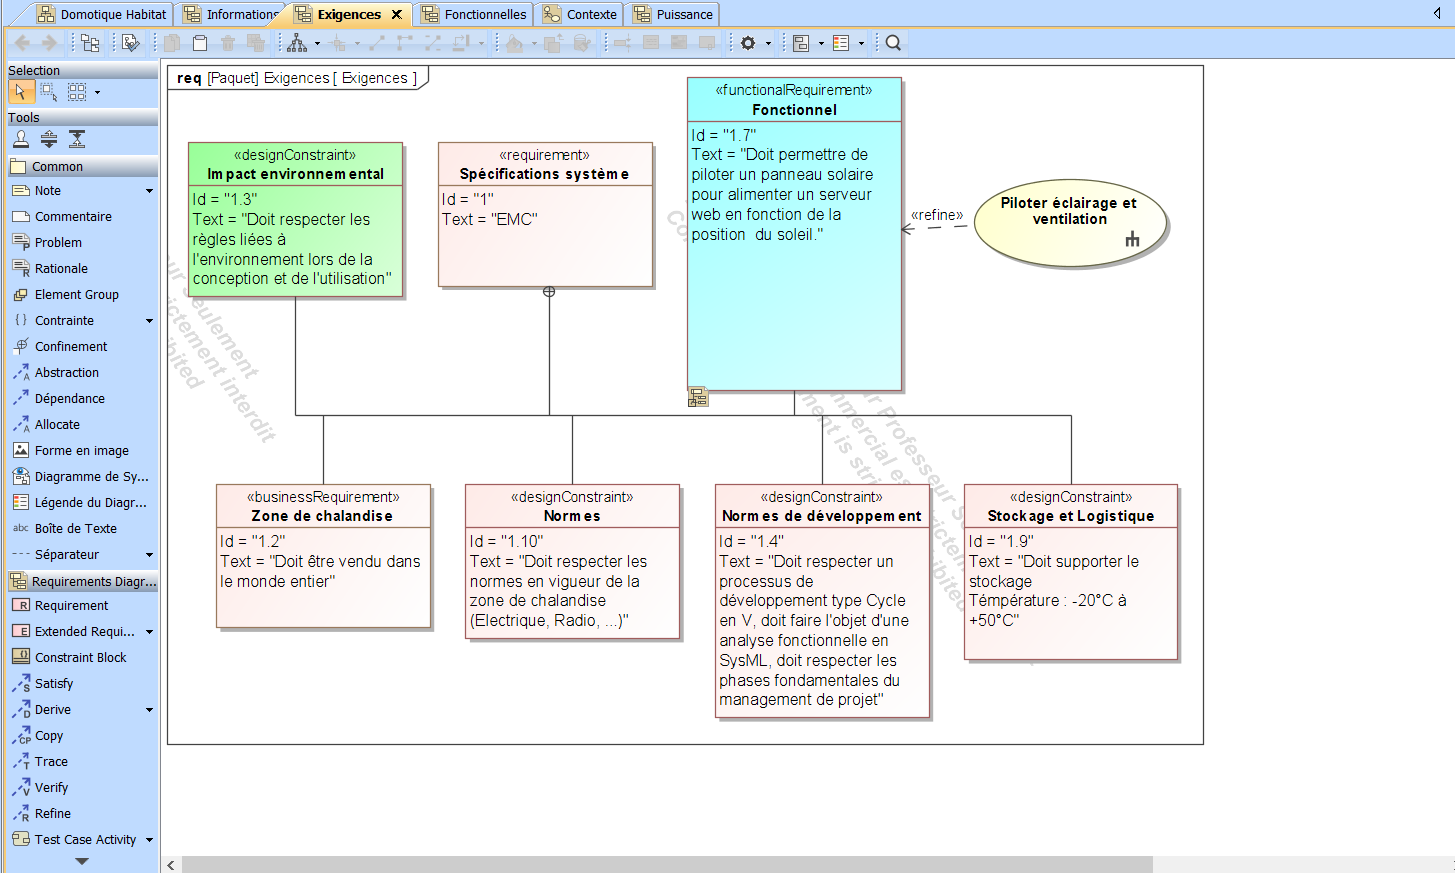 Domotique Habitat
Informations
Exigences
Fonctionnelles
Contexte
Puissance
Selection
Tools
Common
Note
Commentaire
Problem
Rationale
Element Group
Contrainte
Confinement
Abstraction
Dépendance
Allocate
Forme en image
Diagramme de Sy...
Légende du Diagr...
abc Boîte de Texte
Séparateur
Requirements Diagr...
Requirement
Extended Requi...
Constraint Block
Satisfy
Derive
Copy
Trace
Verify
Refine
Test Case Activity
req [Paquet] Exigences [ Exigences ]
«designConstraint»
Impact environnemental
Id = "1.3"
Text = "Doit respecter les
règles liées à
l'environnement lors de la
conception et de l'utilisation"
«requirement»
Spécifications système
Id = "1"
Text = "EMC"
«functionalRequirement»
Fonctionnel
Id = "1.7"
Text = "Doit permettre de
piloter un panneau solaire
pour alimenter un serveur
web en fonction de la
position  du soleil."
«refine»
Piloter éclairage et
ventilation
«businessRequirement»
Zone de chalandise
Id = "1.2"
Text = "Doit être vendu dans
le monde entier"
«designConstraint»
Normes
Id = "1.10"
Text = "Doit respecter les
normes en vigueur de la
zone de chalandise
(Electrique, Radio, ...)"
«designConstraint»
Normes de développement
Id = "1.4"
Text = "Doit respecter un
processus de
développement type Cycle
en V, doit faire l'objet d'une
analyse fonctionnelle en
SysML, doit respecter les
phases fondamentales du
management de projet"
«designConstraint»
Stockage et Logistique
Id = "1.9"
Text = "Doit supporter le
stockage
Témpérature : -20°C à
+50°C"